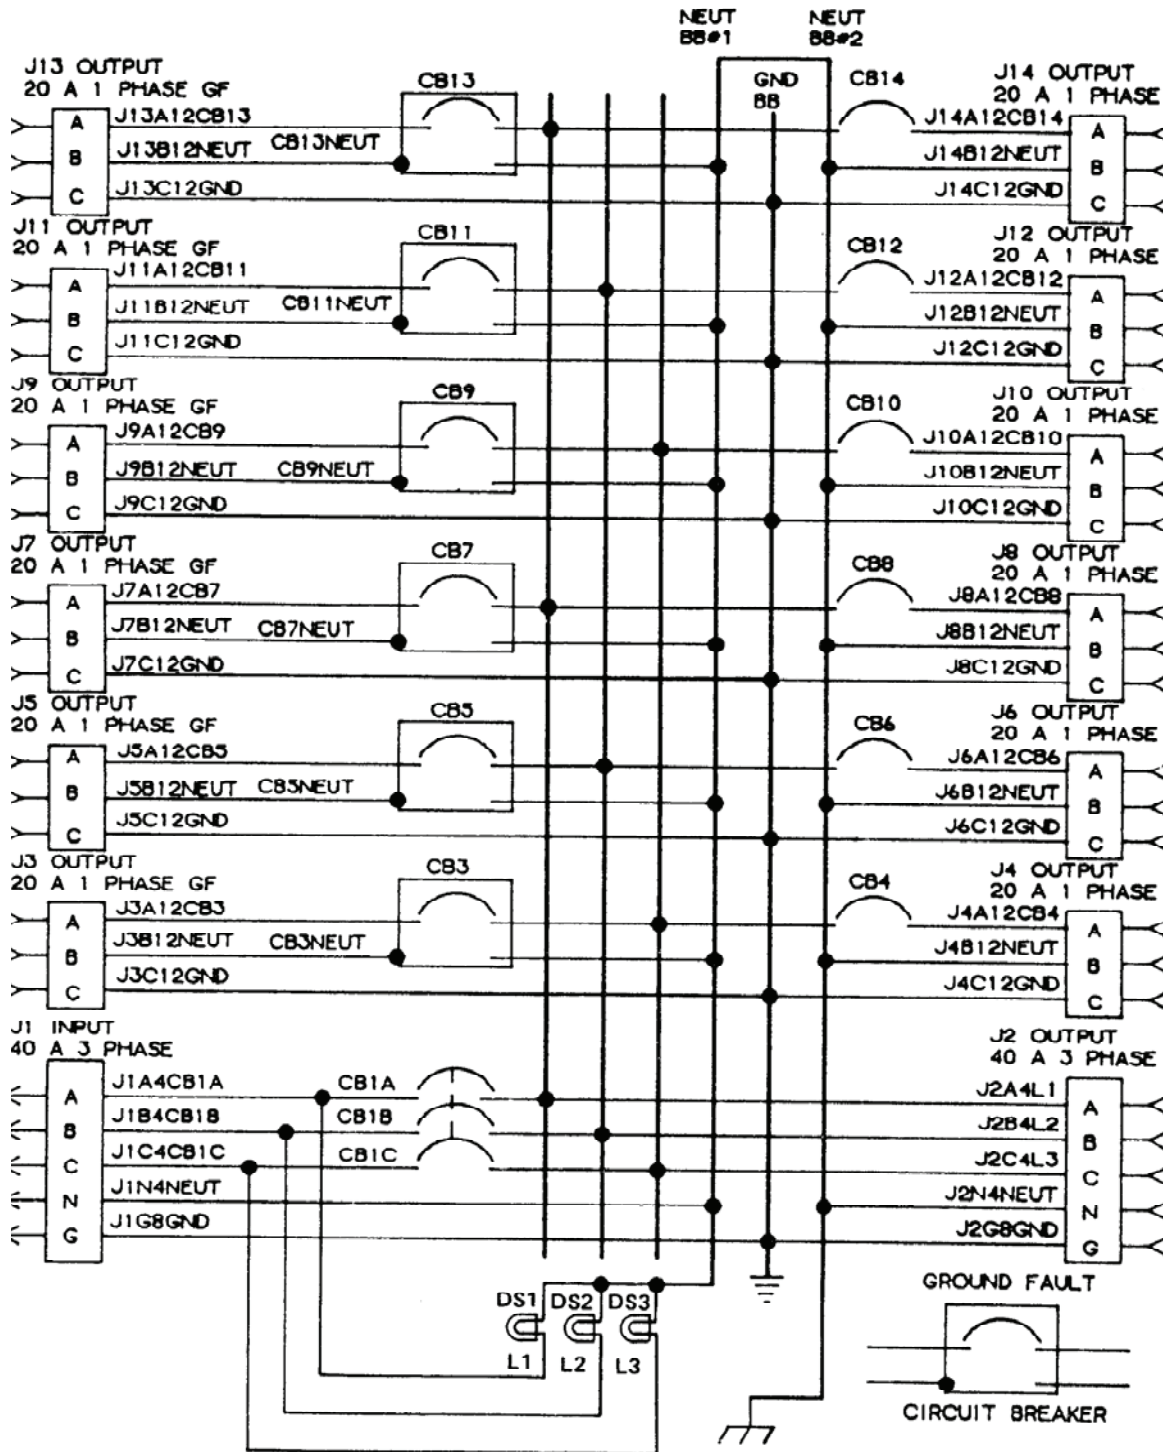 NEUT BB#1
NEUT BB#2
GND BB
J13 OUTPUT
20 A 1 PHASE GF
CB13
CB14
J14 OUTPUT
20 A 1 PHASE
A J13A12CB13
B J13B12NEUT CB13NEUT
C J13C12GND
J14A12CB14 A
J14B12NEUT B
J14C12GND C
J11 OUTPUT
20 A 1 PHASE GF
CB11
CB12
J12 OUTPUT
20 A 1 PHASE
A J11A12CB11
B J11B12NEUT CB11NEUT
C J11C12GND
J12A12CB12 A
J12B12NEUT B
J12C12GND C
J9 OUTPUT
20 A 1 PHASE GF
CB9
CB10
J10 OUTPUT
20 A 1 PHASE
A J9A12CB9
B J9B12NEUT CB9NEUT
C J9C12GND
J10A12CB10 A
J10B12NEUT B
J10C12GND C
J7 OUTPUT
20 A 1 PHASE GF
CB7
CB8
J8 OUTPUT
20 A 1 PHASE
A J7A12CB7
B J7B12NEUT CB7NEUT
C J7C12GND
J8A12CB8 A
J8B12NEUT B
J8C12GND C
J5 OUTPUT
20 A 1 PHASE GF
CB5
CB6
J6 OUTPUT
20 A 1 PHASE
A J5A12CB5
B J5B12NEUT CB5NEUT
C J5C12GND
J6A12CB6 A
J6B12NEUT B
J6C12GND C
J3 OUTPUT
20 A 1 PHASE GF
CB3
CB4
J4 OUTPUT
20 A 1 PHASE
A J3A12CB3
B J3B12NEUT CB3NEUT
C J3C12GND
J4A12CB4 A
J4B12NEUT B
J4C12GND C
J1 INPUT
40 A 3 PHASE
J2 OUTPUT
40 A 3 PHASE
A J1A4CB1A CB1A
B J1B4CB1B CB1B
C J1C4CB1C CB1C
N J1N4NEUT
G J1G8GND
J2A4L1 A
J2B4L2 B
J2C4L3 C
J2N4NEUT N
J2G8GND G
DS1 DS2 DS3
L1 L2 L3
GROUND FAULT
CIRCUIT BREAKER